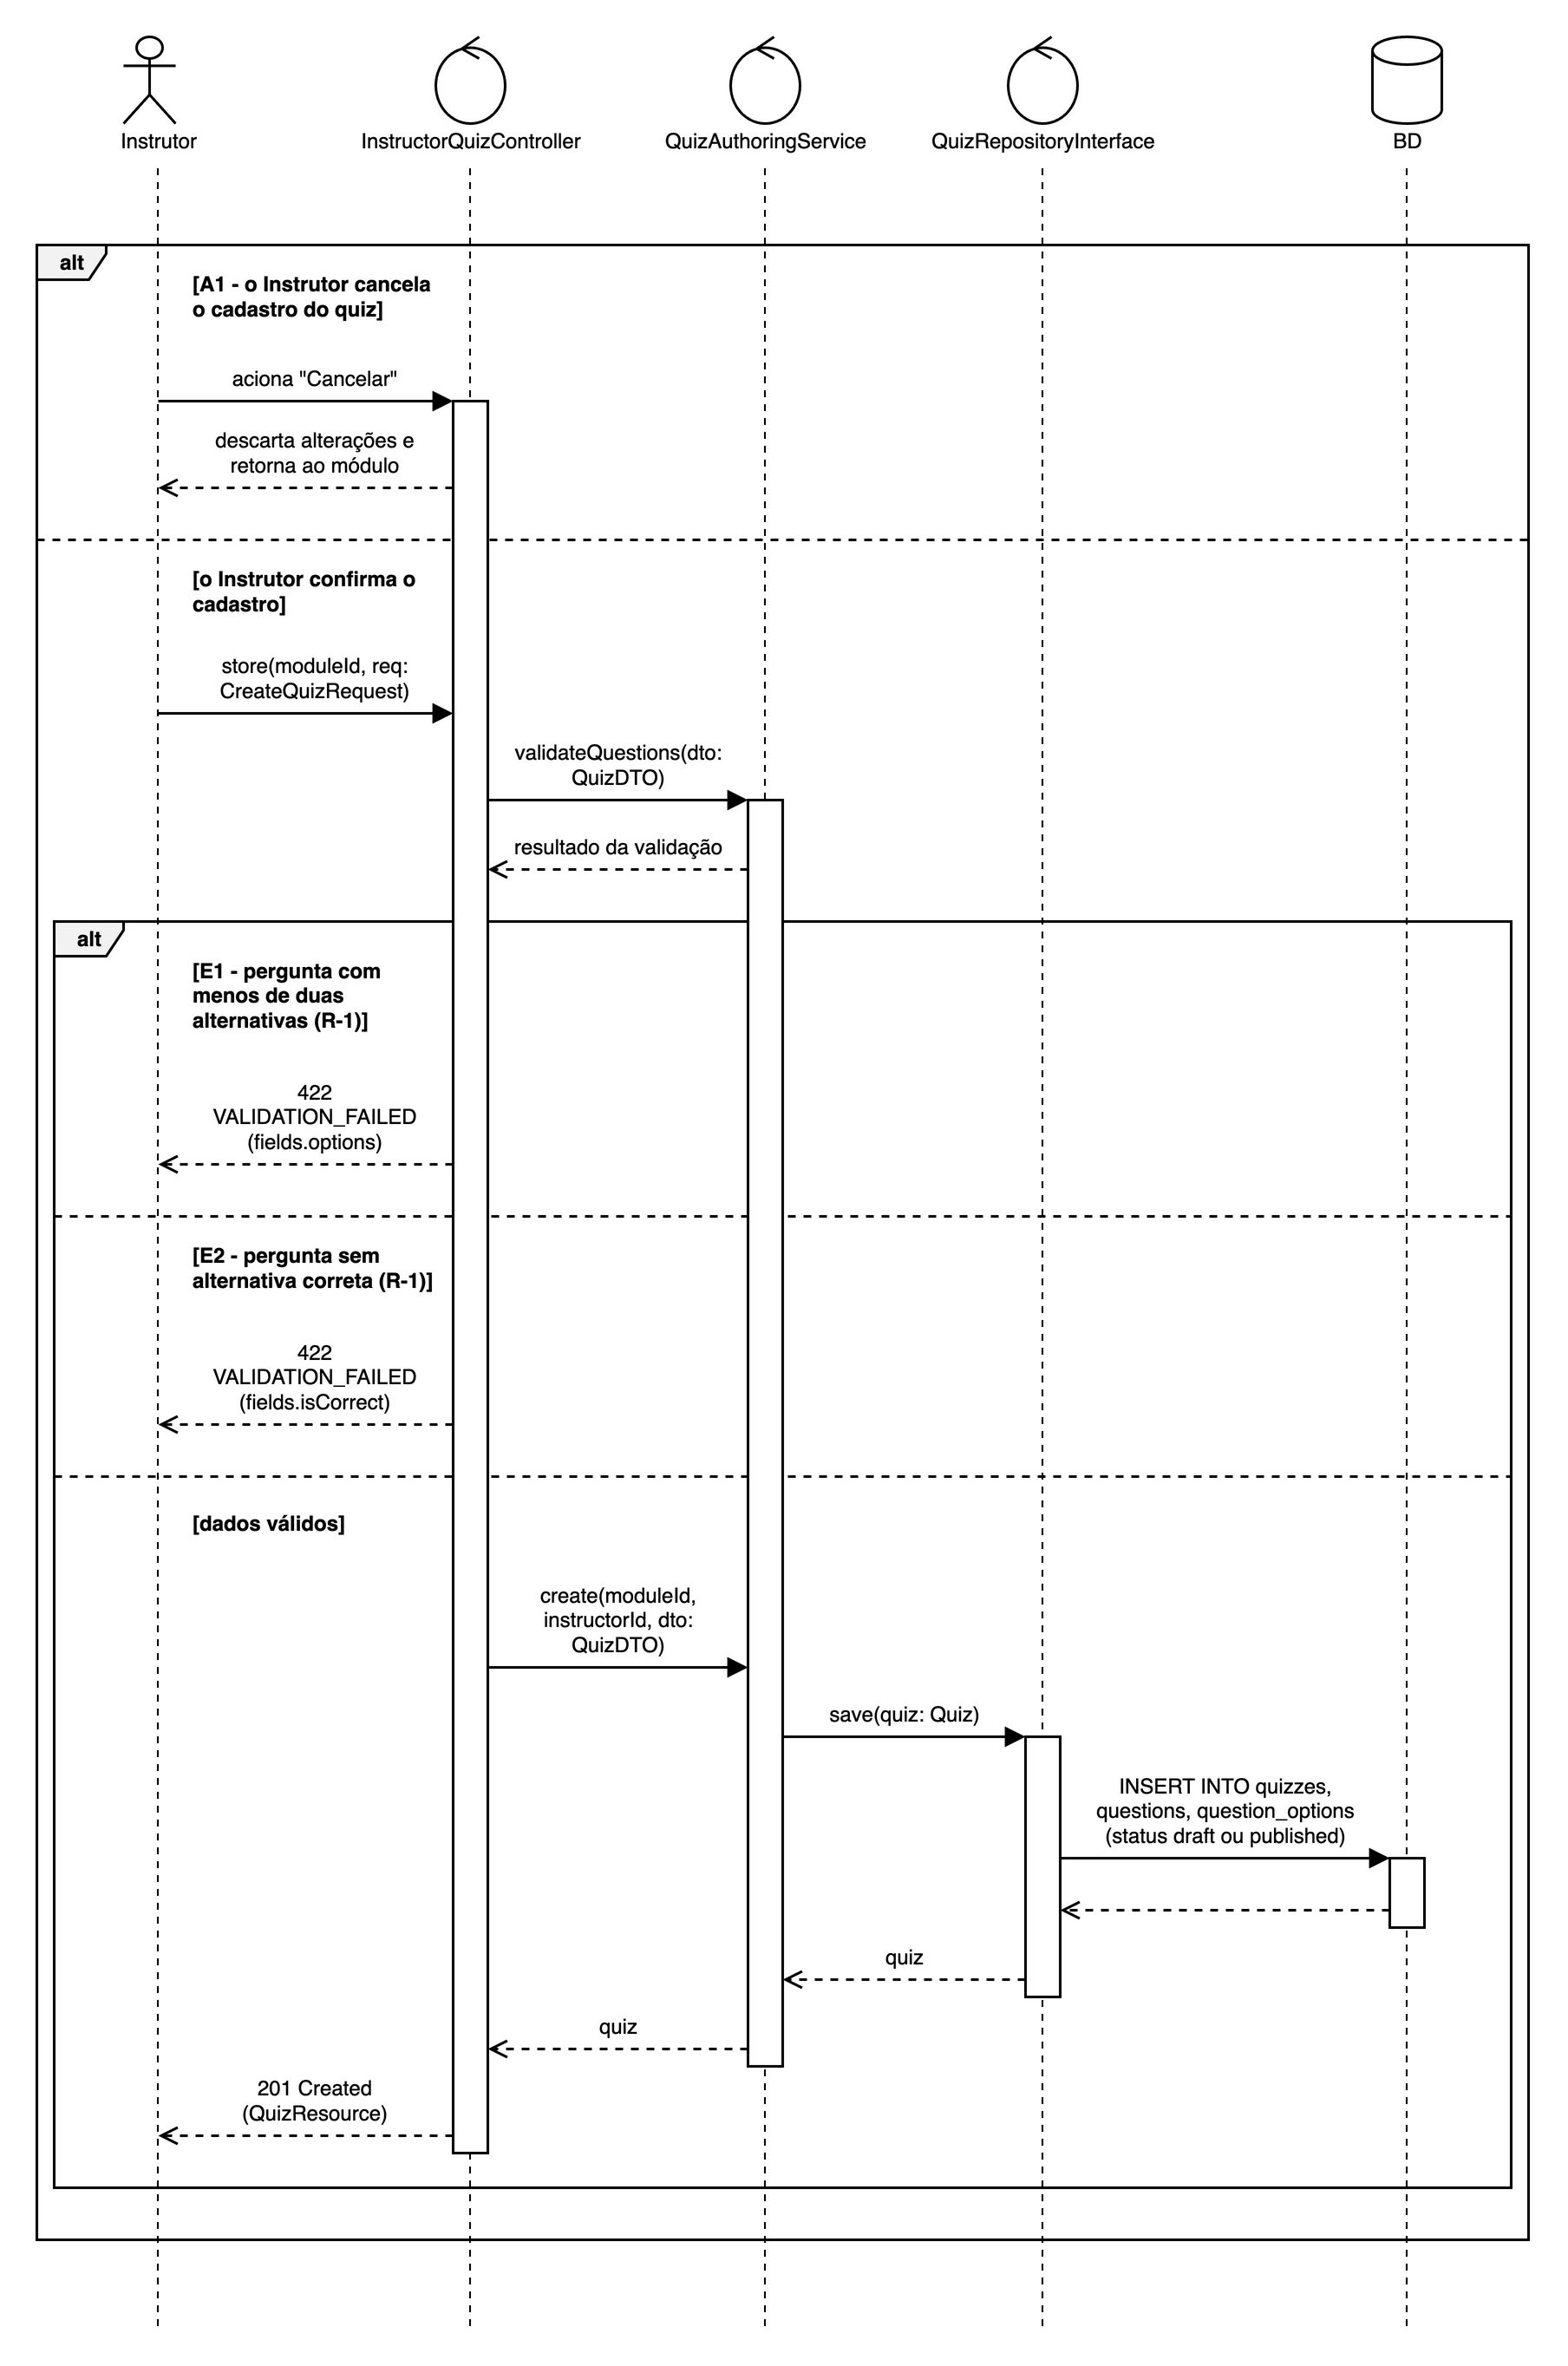 Instrutor
InstructorQuizController
QuizAuthoringService
QuizRepositoryInterface
BD
alt
[A1 - o Instrutor cancela
o cadastro do quiz]
aciona "Cancelar"
descarta alterações e
retorna ao módulo
[o Instrutor confirma o
cadastro]
store(moduleId, req:
CreateQuizRequest)
validateQuestions(dto:
QuizDTO)
resultado da validação
alt
[E1 - pergunta com
menos de duas
alternativas (R-1)]
422
VALIDATION_FAILED
(fields.options)
[E2 - pergunta sem
alternativa correta (R-1)]
422
VALIDATION_FAILED
(fields.isCorrect)
[dados válidos]
create(moduleId,
instructorId, dto:
QuizDTO)
save(quiz: Quiz)
INSERT INTO quizzes,
questions, question_options
(status draft ou published)
quiz
quiz
201 Created
(QuizResource)